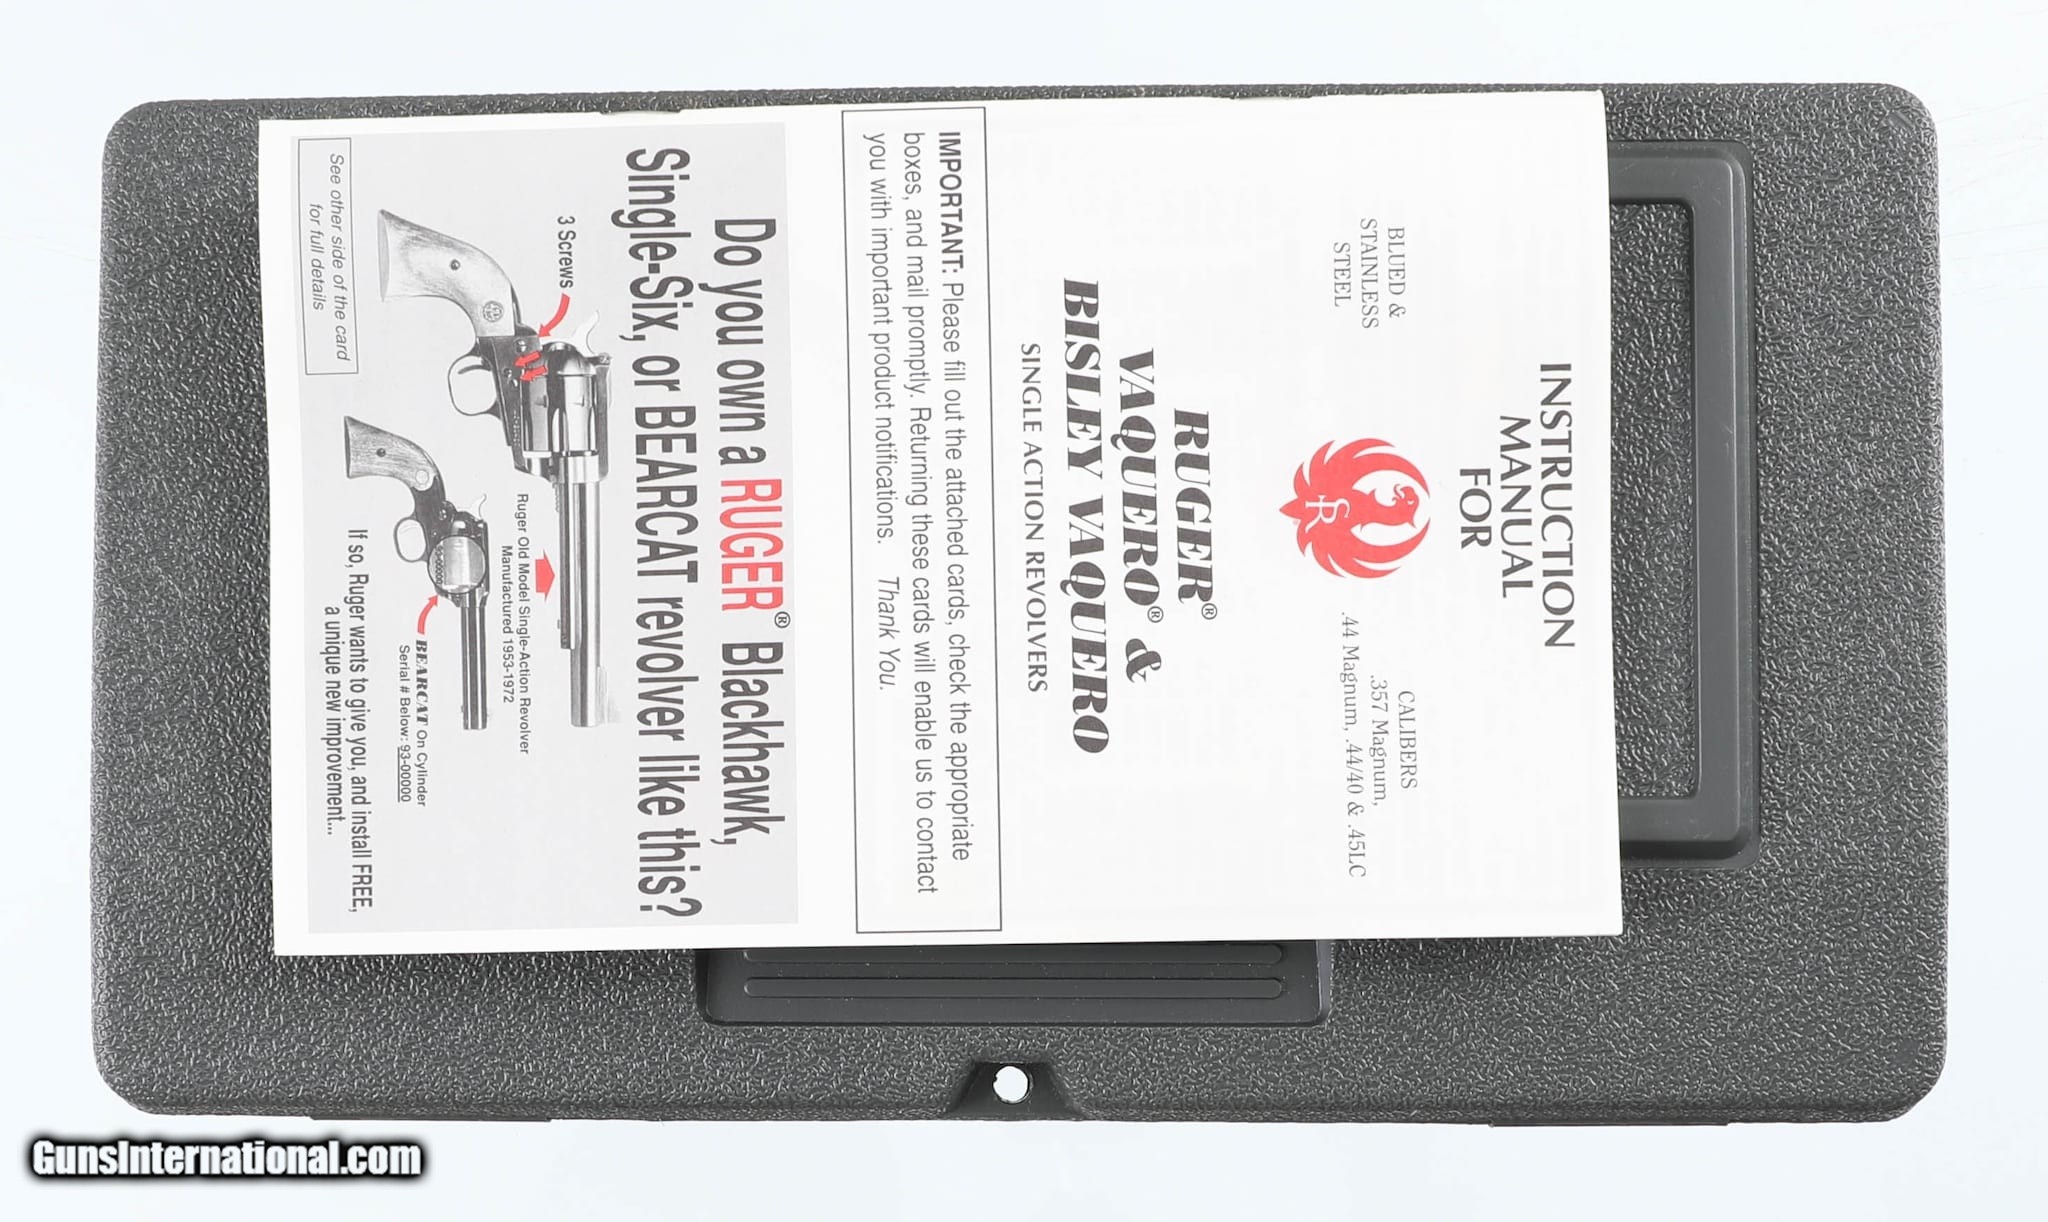 INSTRUCTION
MANUAL
FOR
BLUED &
STAINLESS
STEEL
SR
CALIBERS
.357 Magnum,
.44 Magnum, .44/40 & .45LC
RUGER®
VAQUERO® &
BISLEY VAQUERO
SINGLE ACTION REVOLVERS
IMPORTANT: Please fill out the attached cards, check the appropriate
boxes, and mail promptly. Returning these cards will enable us to contact
you with important product notifications. Thank You.
Do you own a RUGER® Blackhawk,
Single-Six, or BEARCAT revolver like this?
3 Screws
Ruger Old Model Single-Action Revolver
Manufactured 1953-1972
BEARCAT On Cylinder
Serial # Below: 93-00000
If so, Ruger wants to give you, and install FREE,
a unique new improvement...
See other side of the card
for full details
GunsInternational.com